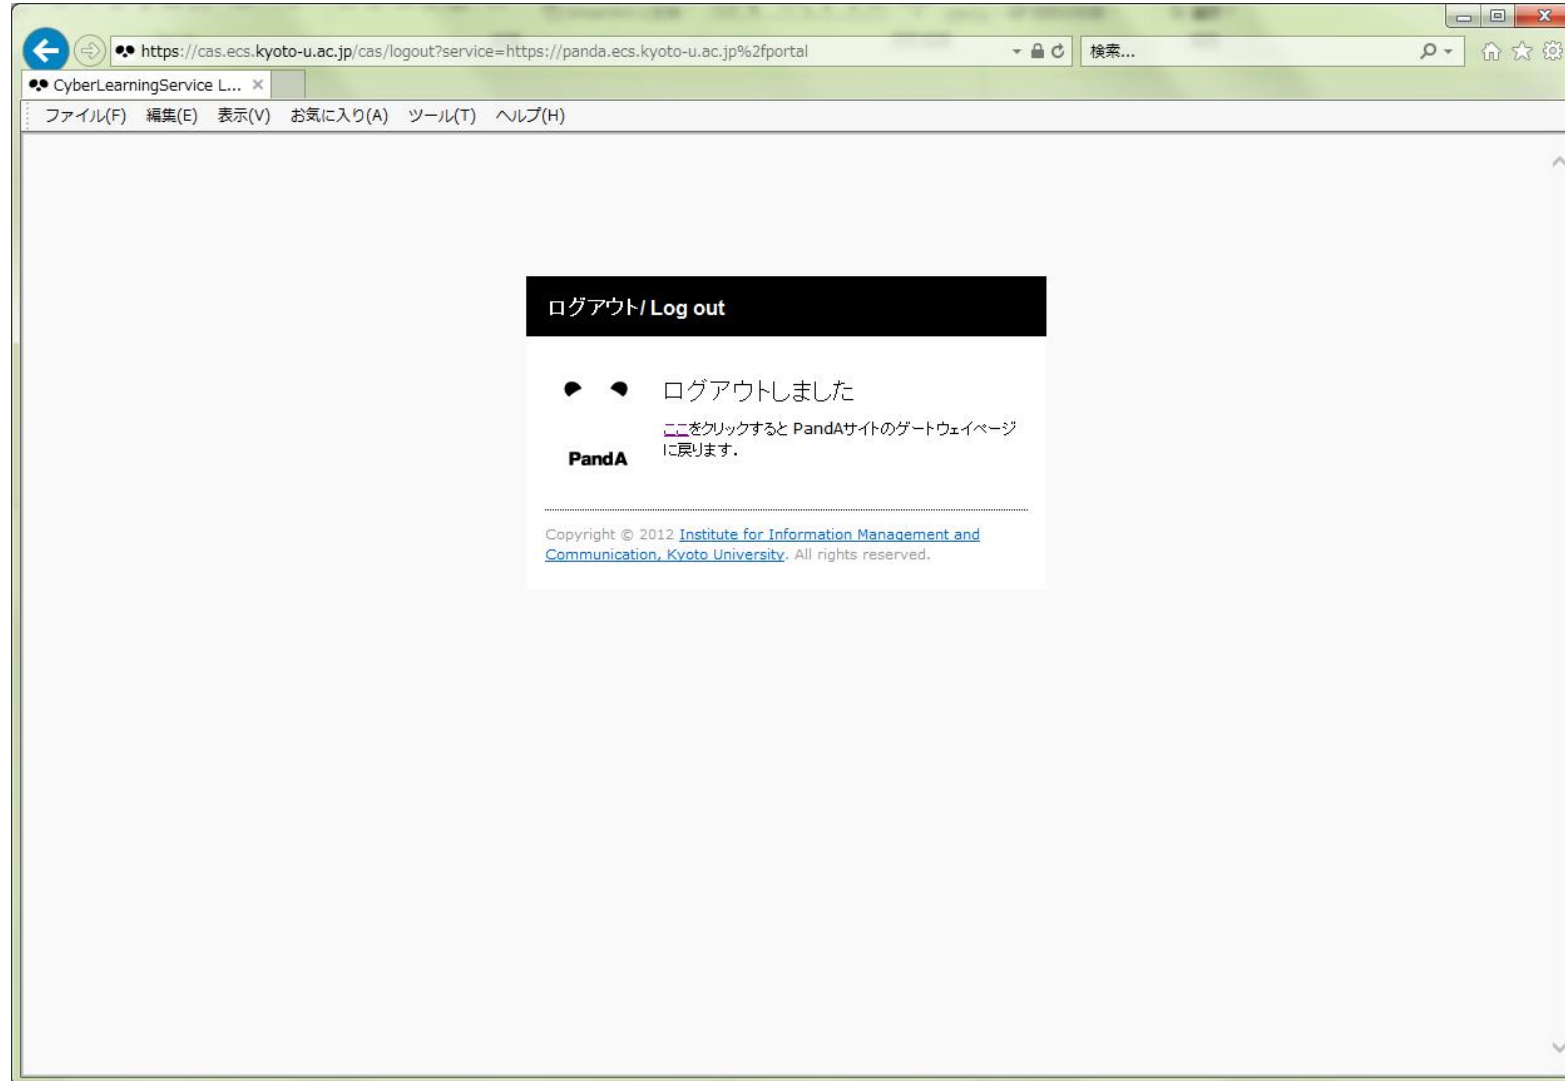 https://cas.ecs.kyoto-u.ac.jp/cas/logout?service=https://panda.ecs.kyoto-u.ac.jp%2fportal
検索...
CyberLearningService L...
ファイル(F) 編集(E) 表示(V) お気に入り(A) ツール(T) ヘルプ(H)
ログアウト/ Log out
ログアウトしました
ここをクリックすると PandAサイトのゲートウェイページ
に戻ります.
PandA
Copyright © 2012 Institute for Information Management and
Communication, Kyoto University. All rights reserved.